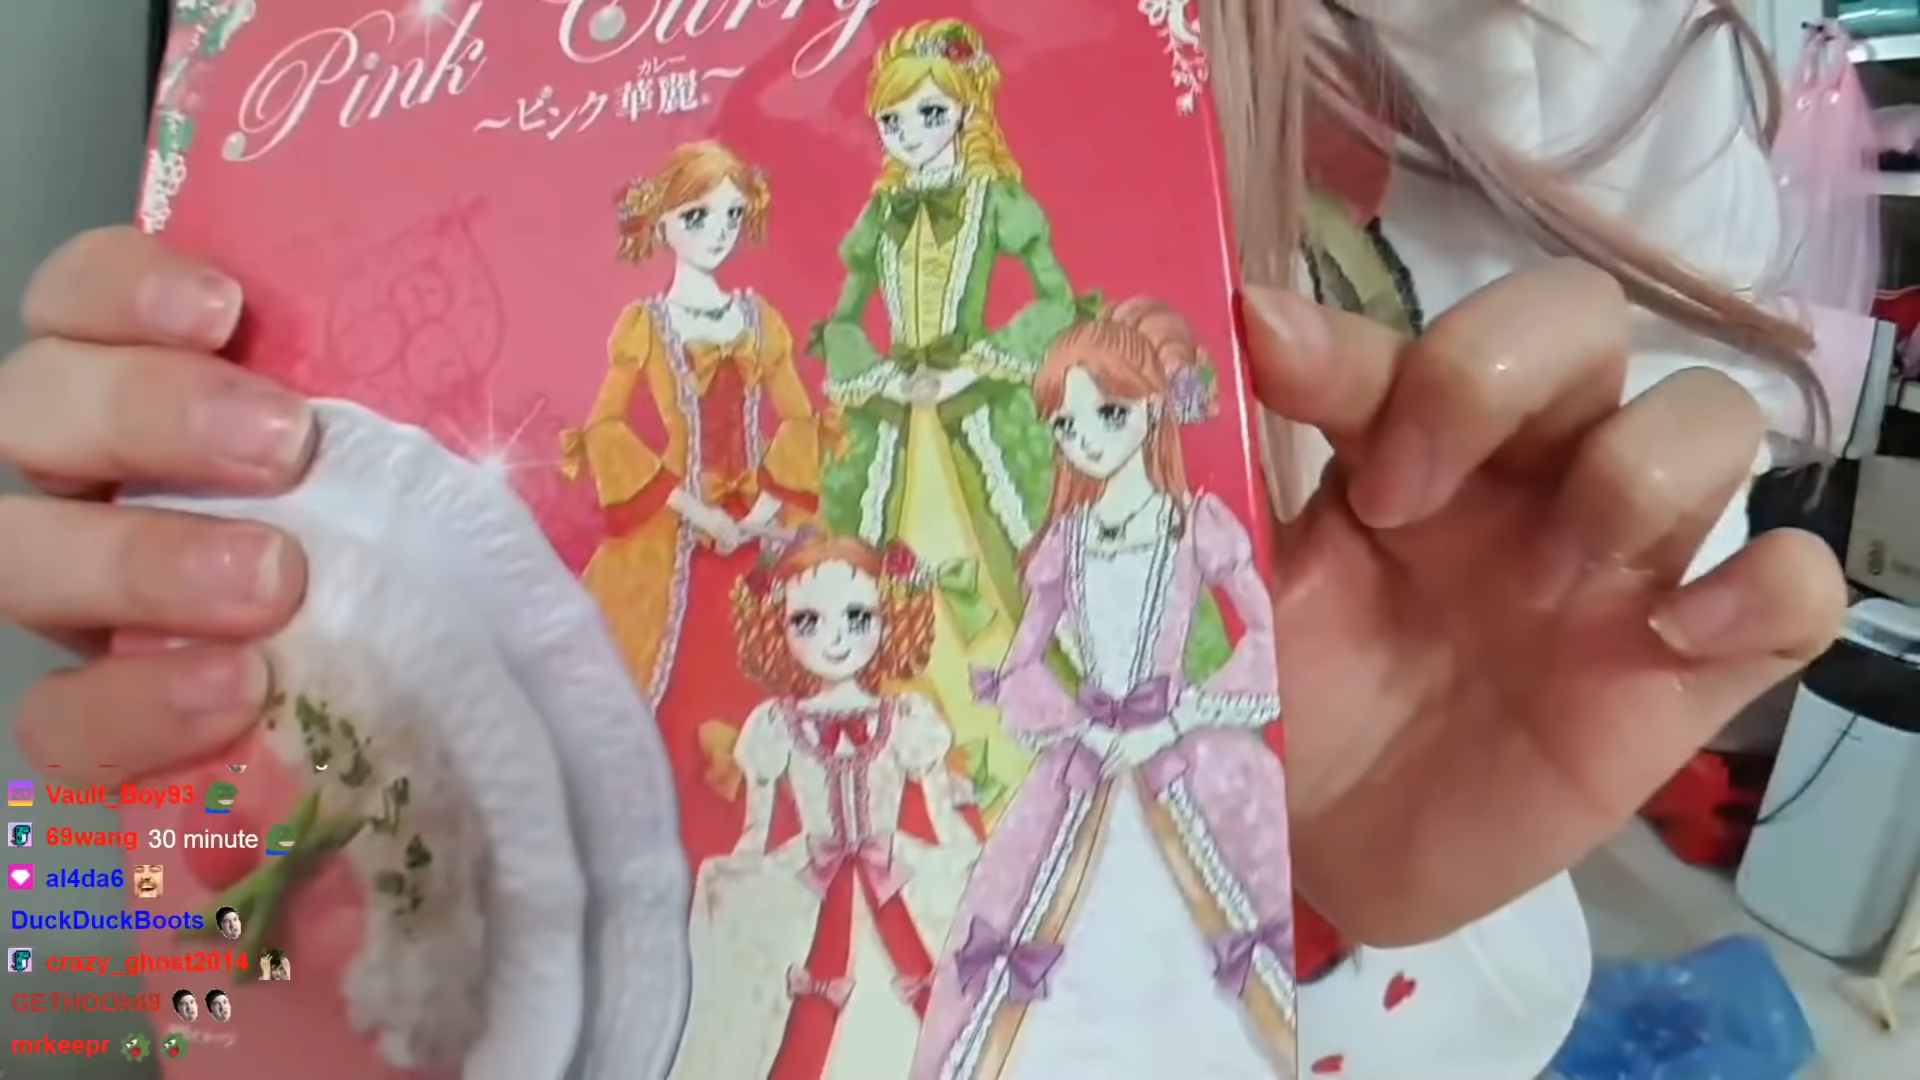 Pink Curry
カレー
～ピンク華麗～
Vault_Boy93
69wang 30 minute
al4da6
DuckDuckBoots
crazy_ghost2014
GETHOOk69
mrkeepr